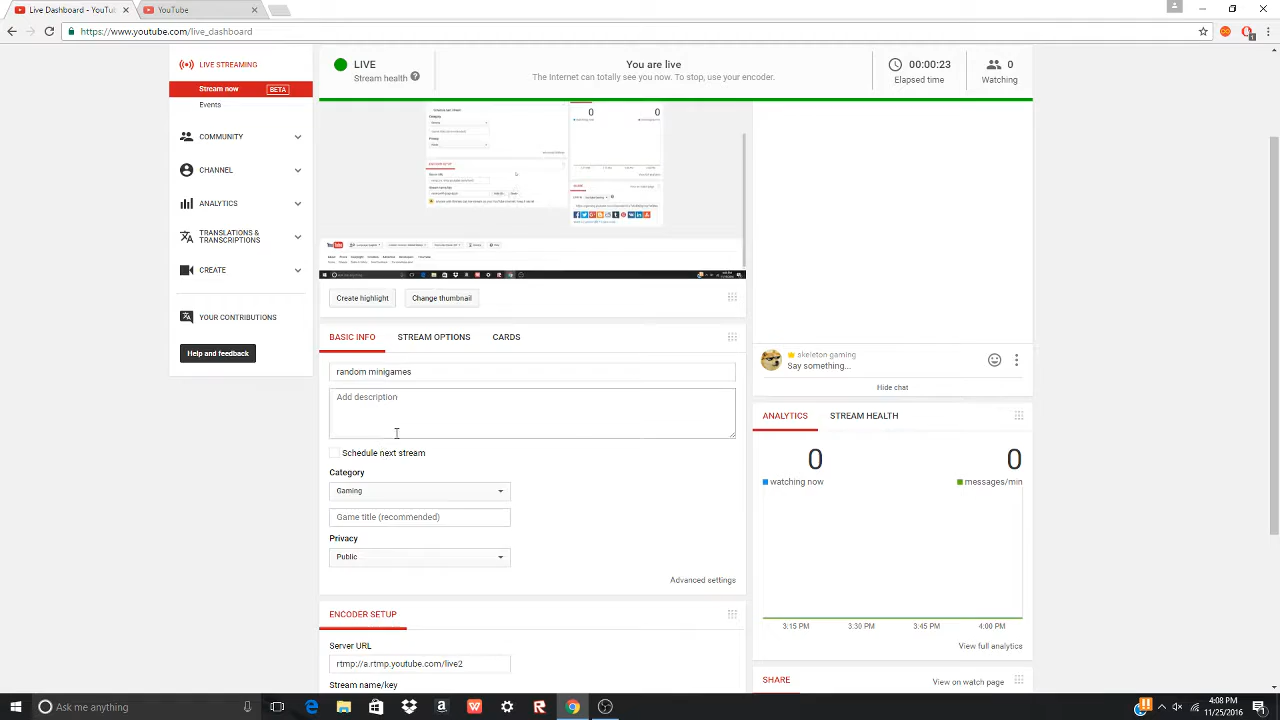 Live Dashboard - YouTub
YouTube
https://www.youtube.com/live_dashboard
LIVE STREAMING
Stream now
BETA
Events
COMMUNITY
CHANNEL
ANALYTICS
TRANSLATIONS &
TRANSCRIPTIONS
CREATE
YOUR CONTRIBUTIONS
Help and feedback
LIVE
Stream health
You are live
The Internet can totally see you now. To stop, use your encoder.
00:00:23
Elapsed time
0
Watching
0
0
Create highlight
Change thumbnail
BASIC INFO
STREAM OPTIONS
CARDS
random minigames
Add description
Schedule next stream
Category
Gaming
Game title (recommended)
Privacy
Public
Advanced settings
ENCODER SETUP
Server URL
rtmp://a.rtmp.youtube.com/live2
Stream name/key
skeleton gaming
Say something...
Hide chat
ANALYTICS
STREAM HEALTH
0
0
watching now
messages/min
3:15 PM
3:30 PM
3:45 PM
4:00 PM
View full analytics
SHARE
View on watch page
Ask me anything
4:08 PM
11/25/2016